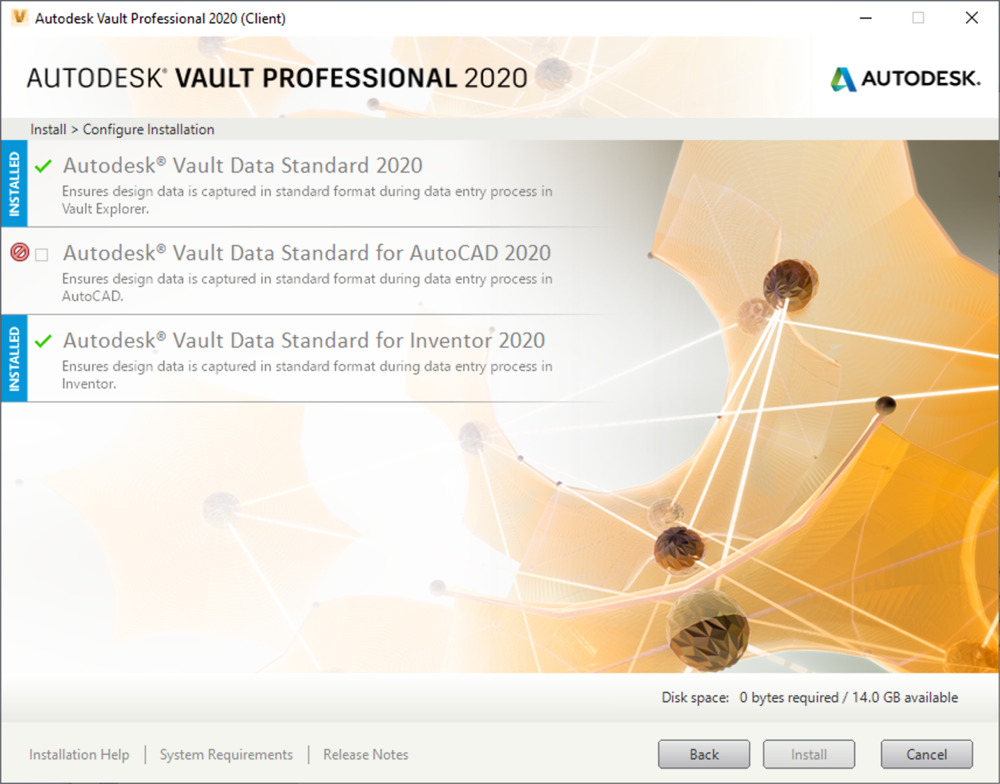 Autodesk Vault Professional 2020 (Client)
AUTODESK® VAULT PROFESSIONAL 2020
AUTODESK.
Install > Configure Installation
INSTALLED
Autodesk® Vault Data Standard 2020
Ensures design data is captured in standard format during data entry process in
Vault Explorer.
Autodesk® Vault Data Standard for AutoCAD 2020
Ensures design data is captured in standard format during data entry process in
AutoCAD.
INSTALLED
Autodesk® Vault Data Standard for Inventor 2020
Ensures design data is captured in standard format during data entry process in
Inventor.
Disk space: 0 bytes required / 14.0 GB available
Installation Help | System Requirements | Release Notes
Back Install Cancel